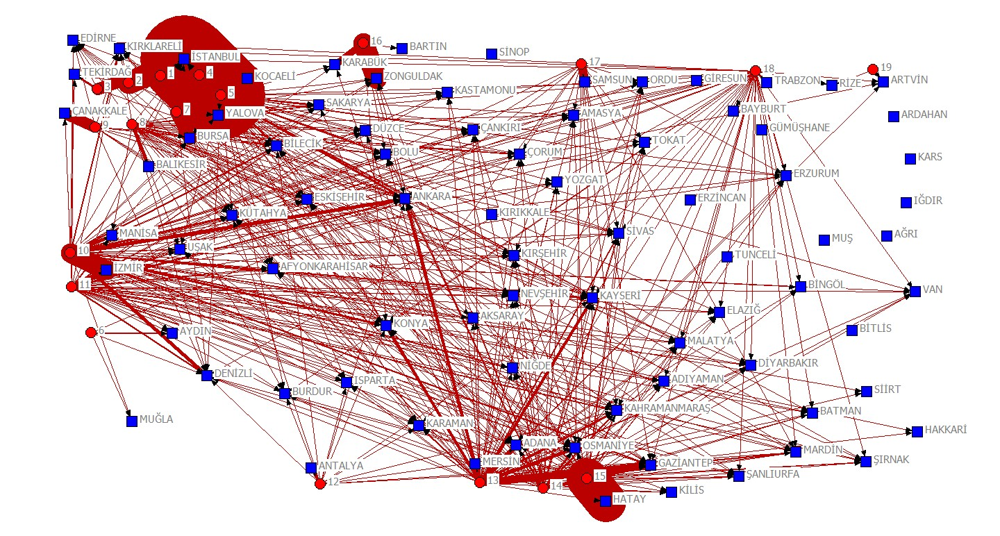 EDİRNE
KIRKLARELİ
İSTANBUL
16
BARTIN
SİNOP
KARABÜK
17
18
19
TEKİRDAĞ
1
4
KOCAELİ
ZONGULDAK
SAMSUN
ORDU
GİRESUN
TRABZON
RİZE
ARTVİN
2
3
5
KASTAMONU
ÇANAKKALE
7
YALOVA
SAKARYA
AMASYA
BAYBURT
ARDAHAN
9
8
BURSA
DÜZCE
ÇANKIRI
GÜMÜŞHANE
BİLECİK
BOLU
ÇORUM
TOKAT
KARS
BALIKESİR
ERZURUM
YOZGAT
ESKİŞEHİR
ANKARA
ERZİNCAN
IĞDIR
KÜTAHYA
KIRIKKALE
MANİSA
SİVAS
MUŞ
AĞRI
10
UŞAK
KIRŞEHİR
TUNCELİ
İZMİR
AFYONKARAHİSAR
11
NEVŞEHİR
KAYSERİ
BİNGÖL
VAN
ELAZIĞ
AKSARAY
KONYA
6
AYDIN
BİTLİS
MALATYA
NİĞDE
DİYARBAKIR
DENİZLİ
ISPARTA
ADIYAMAN
BURDUR
SİİRT
KAHRAMANMARAŞ
BATMAN
MUĞLA
KARAMAN
HAKKARİ
ADANA
OSMANİYE
MARDİN
MERSİN
GAZİANTEP
ŞIRNAK
ANTALYA
ŞANLIURFA
12
13
14
15
KİLİS
HATAY